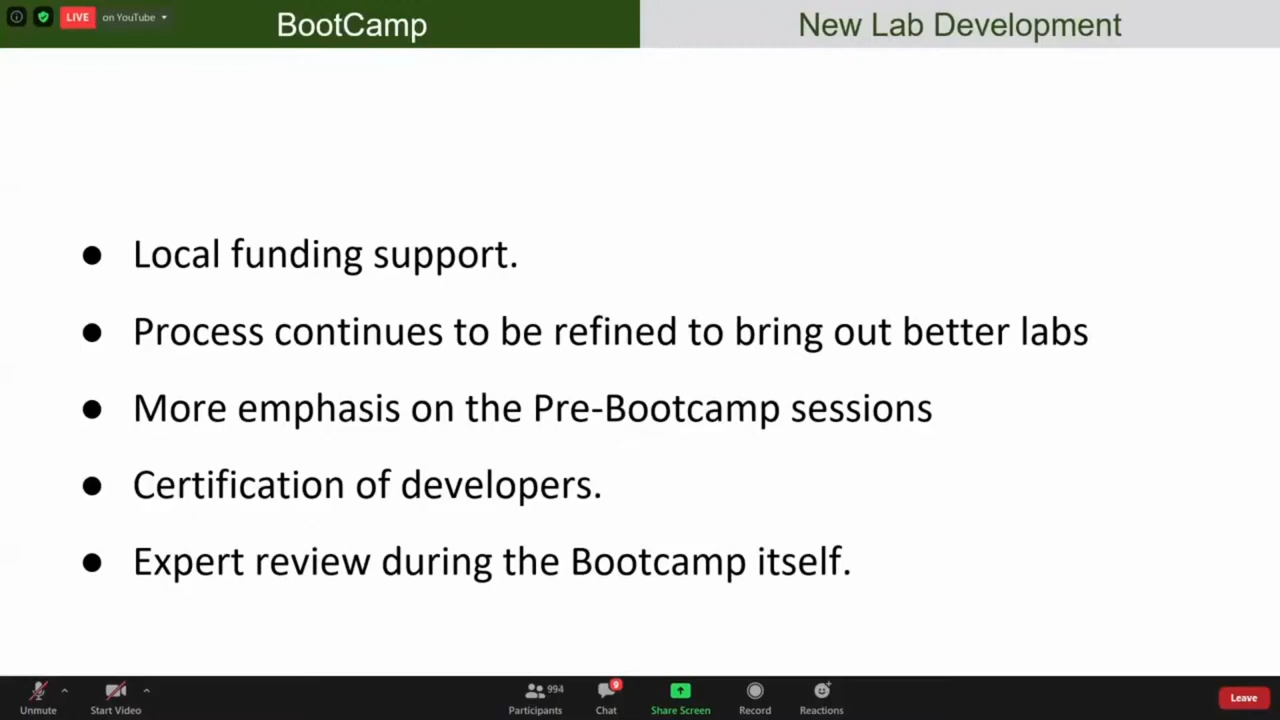 LIVE on YouTube
BootCamp
New Lab Development
● Local funding support.
● Process continues to be refined to bring out better labs
● More emphasis on the Pre-Bootcamp sessions
● Certification of developers.
● Expert review during the Bootcamp itself.
994
9
Unmute
Start Video
Participants
Chat
Share Screen
Record
Reactions
Leave